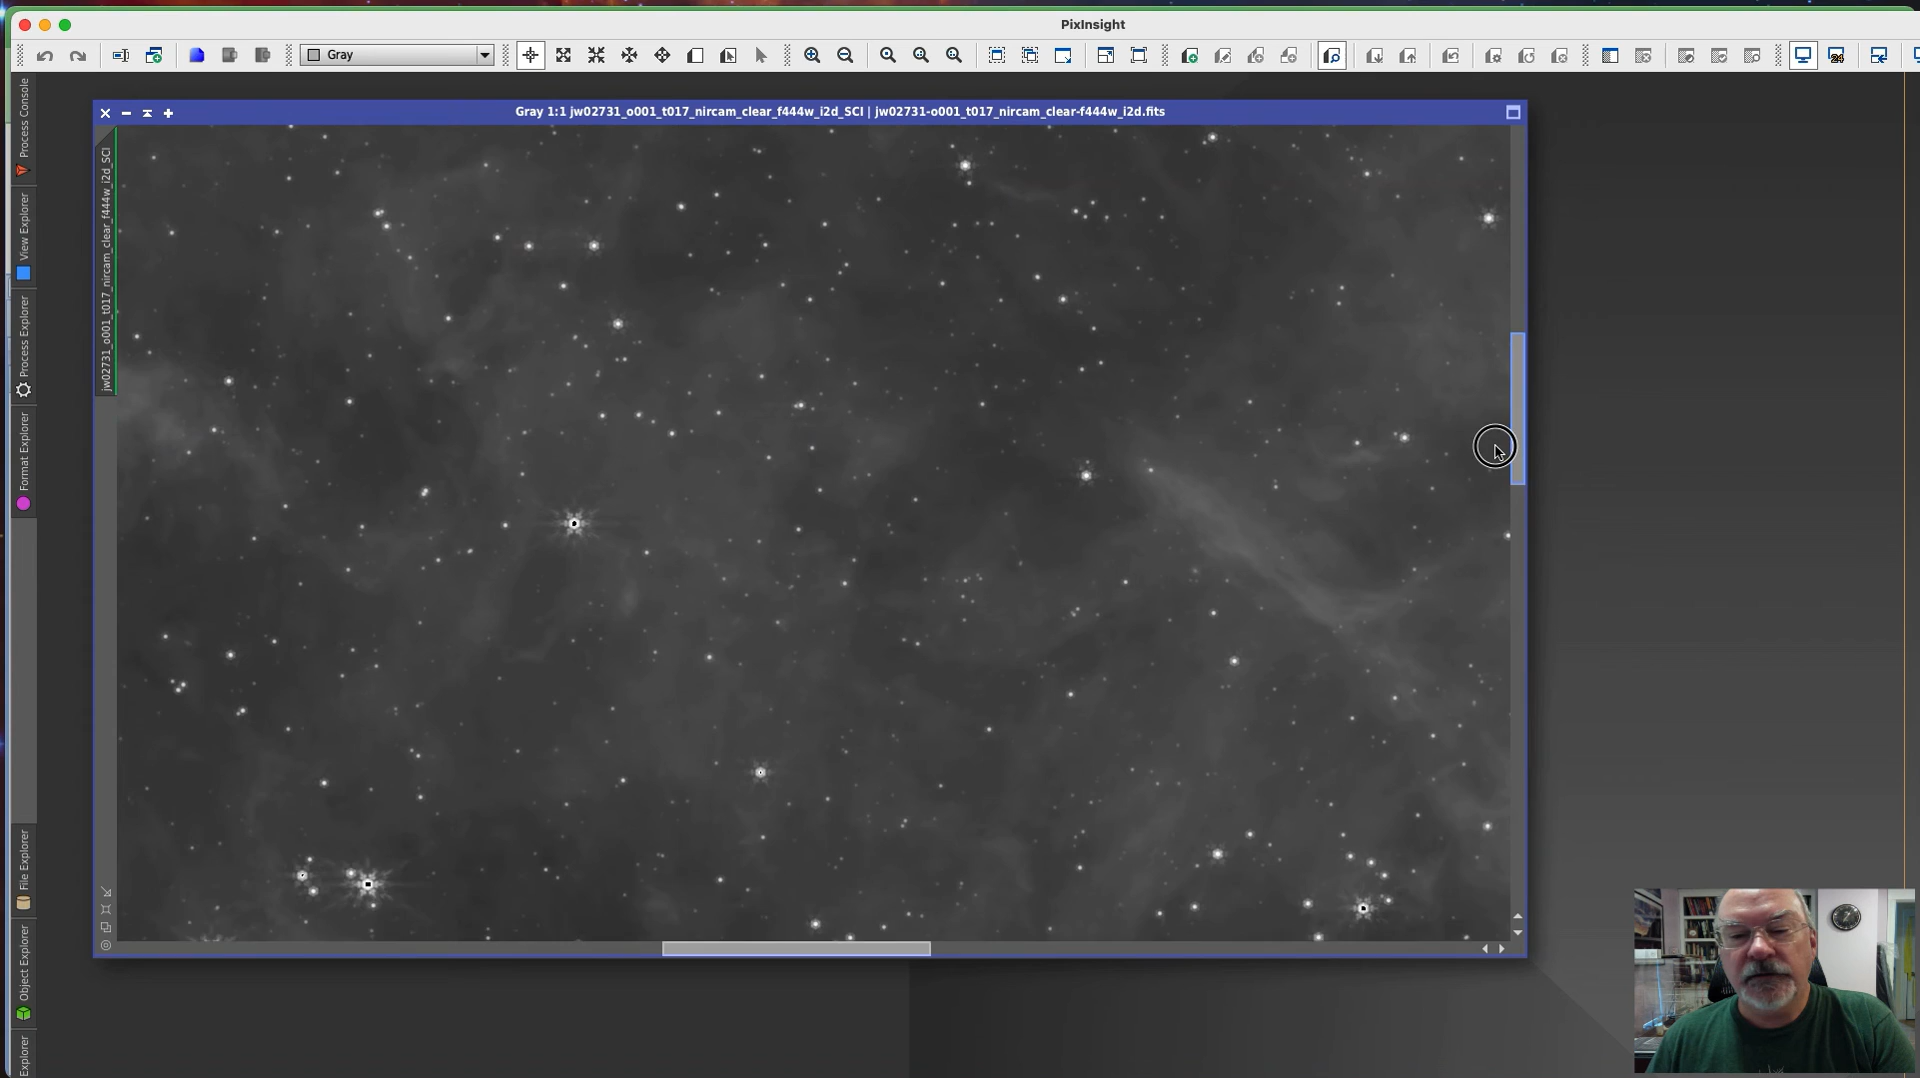 PixInsight
Gray
24
Gray 1:1 jw02731_o001_t017_nircam_clear_f444w_i2d_SCI | jw02731-o001_t017_nircam_clear-f444w_i2d.fits
jw02731_o001_t017_nircam_clear_f444w_i2d_SCI
Process Console
View Explorer
Process Explorer
Format Explorer
File Explorer
Object Explorer
Explorer